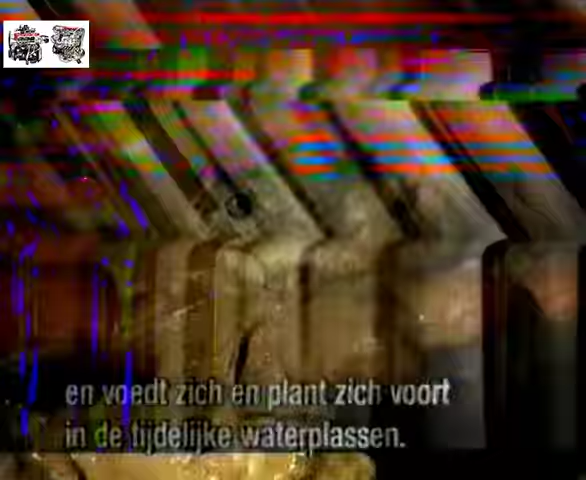 en voedt zich en plant zich voort
in de tijdelijke waterplassen.